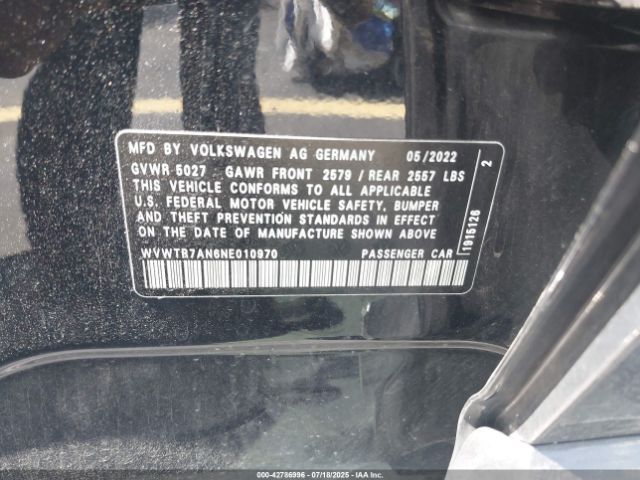 MFD BY VOLKSWAGEN AG GERMANY 05/2022
GVWR 5027 GAWR FRONT 2579 / REAR 2557 LBS
THIS VEHICLE CONFORMS TO ALL APPLICABLE
U.S. FEDERAL MOTOR VEHICLE SAFETY, BUMPER
AND THEFT PREVENTION STANDARDS IN EFFECT
ON THE DATE OF MANUFACTURE SHOWN ABOVE
WVWTR7AN6NE010970 PASSENGER CAR
1915126 2
000-42786996 - 07/18/2025 - IAAI Copyright